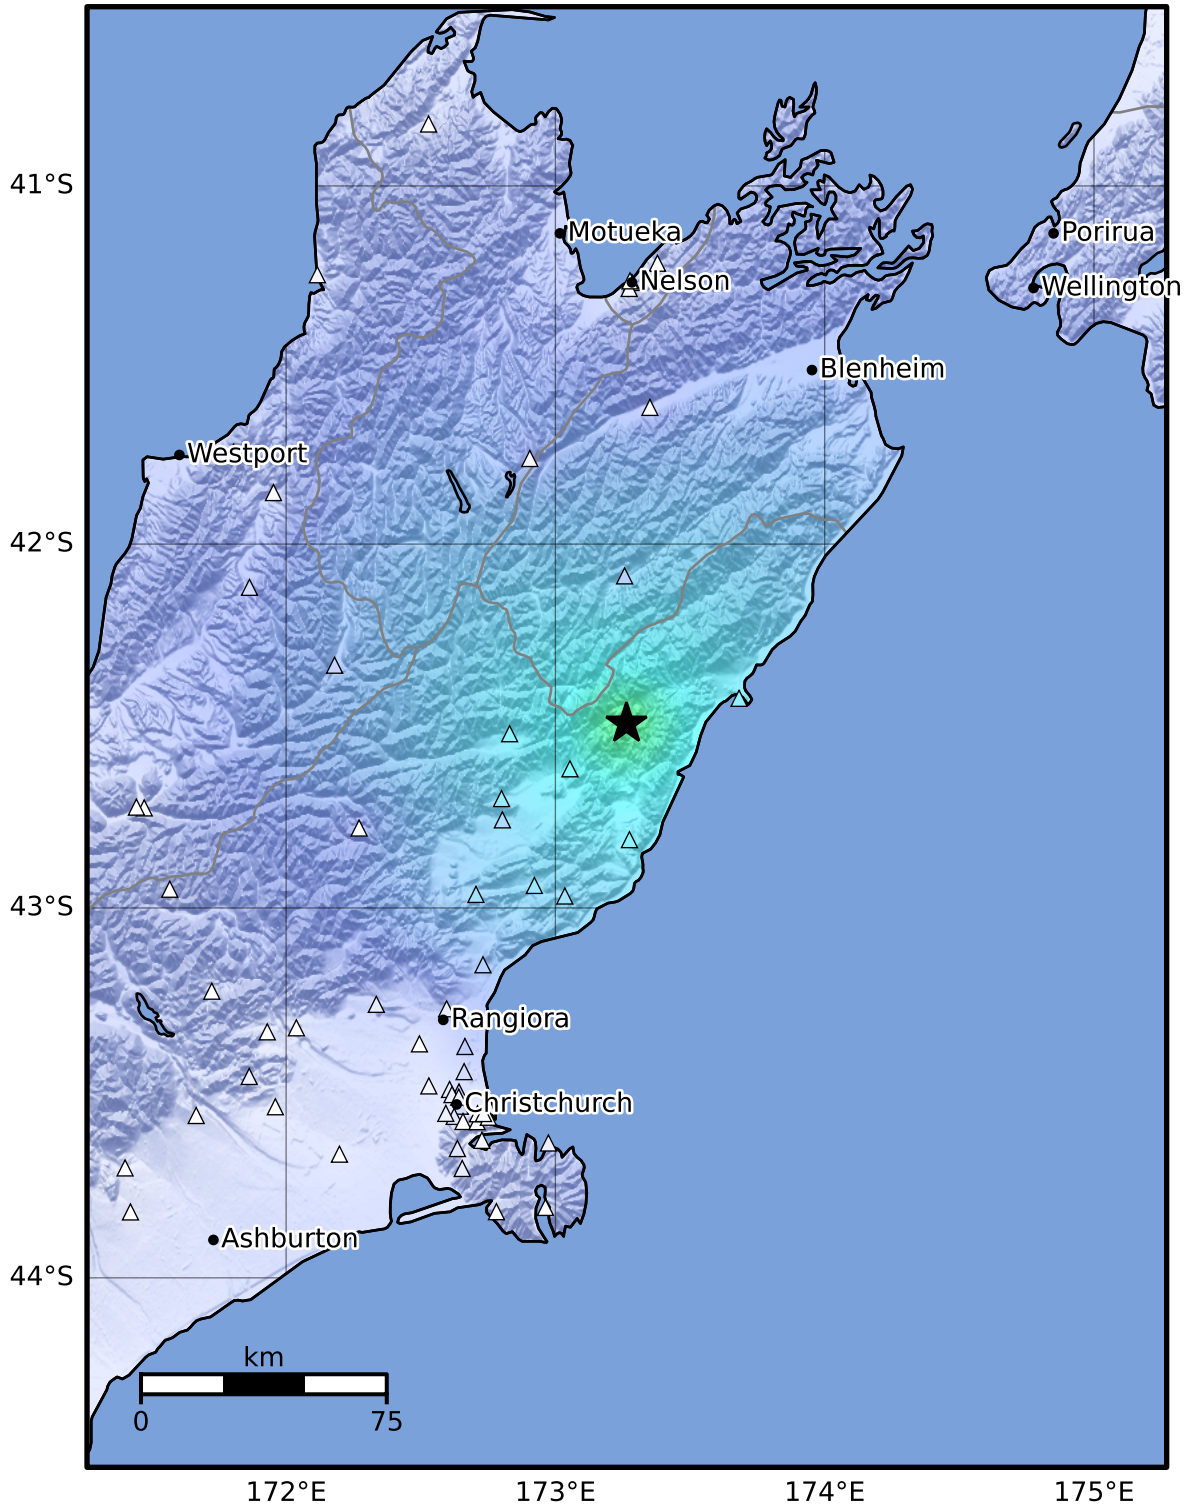 41°S
Motueka
Porirua
Nelson
Wellington
Blenheim
Westport
42°S
43°S
Rangiora
Christchurch
Ashburton
44°S
km
0
75
172°E
173°E
174°E
175°E